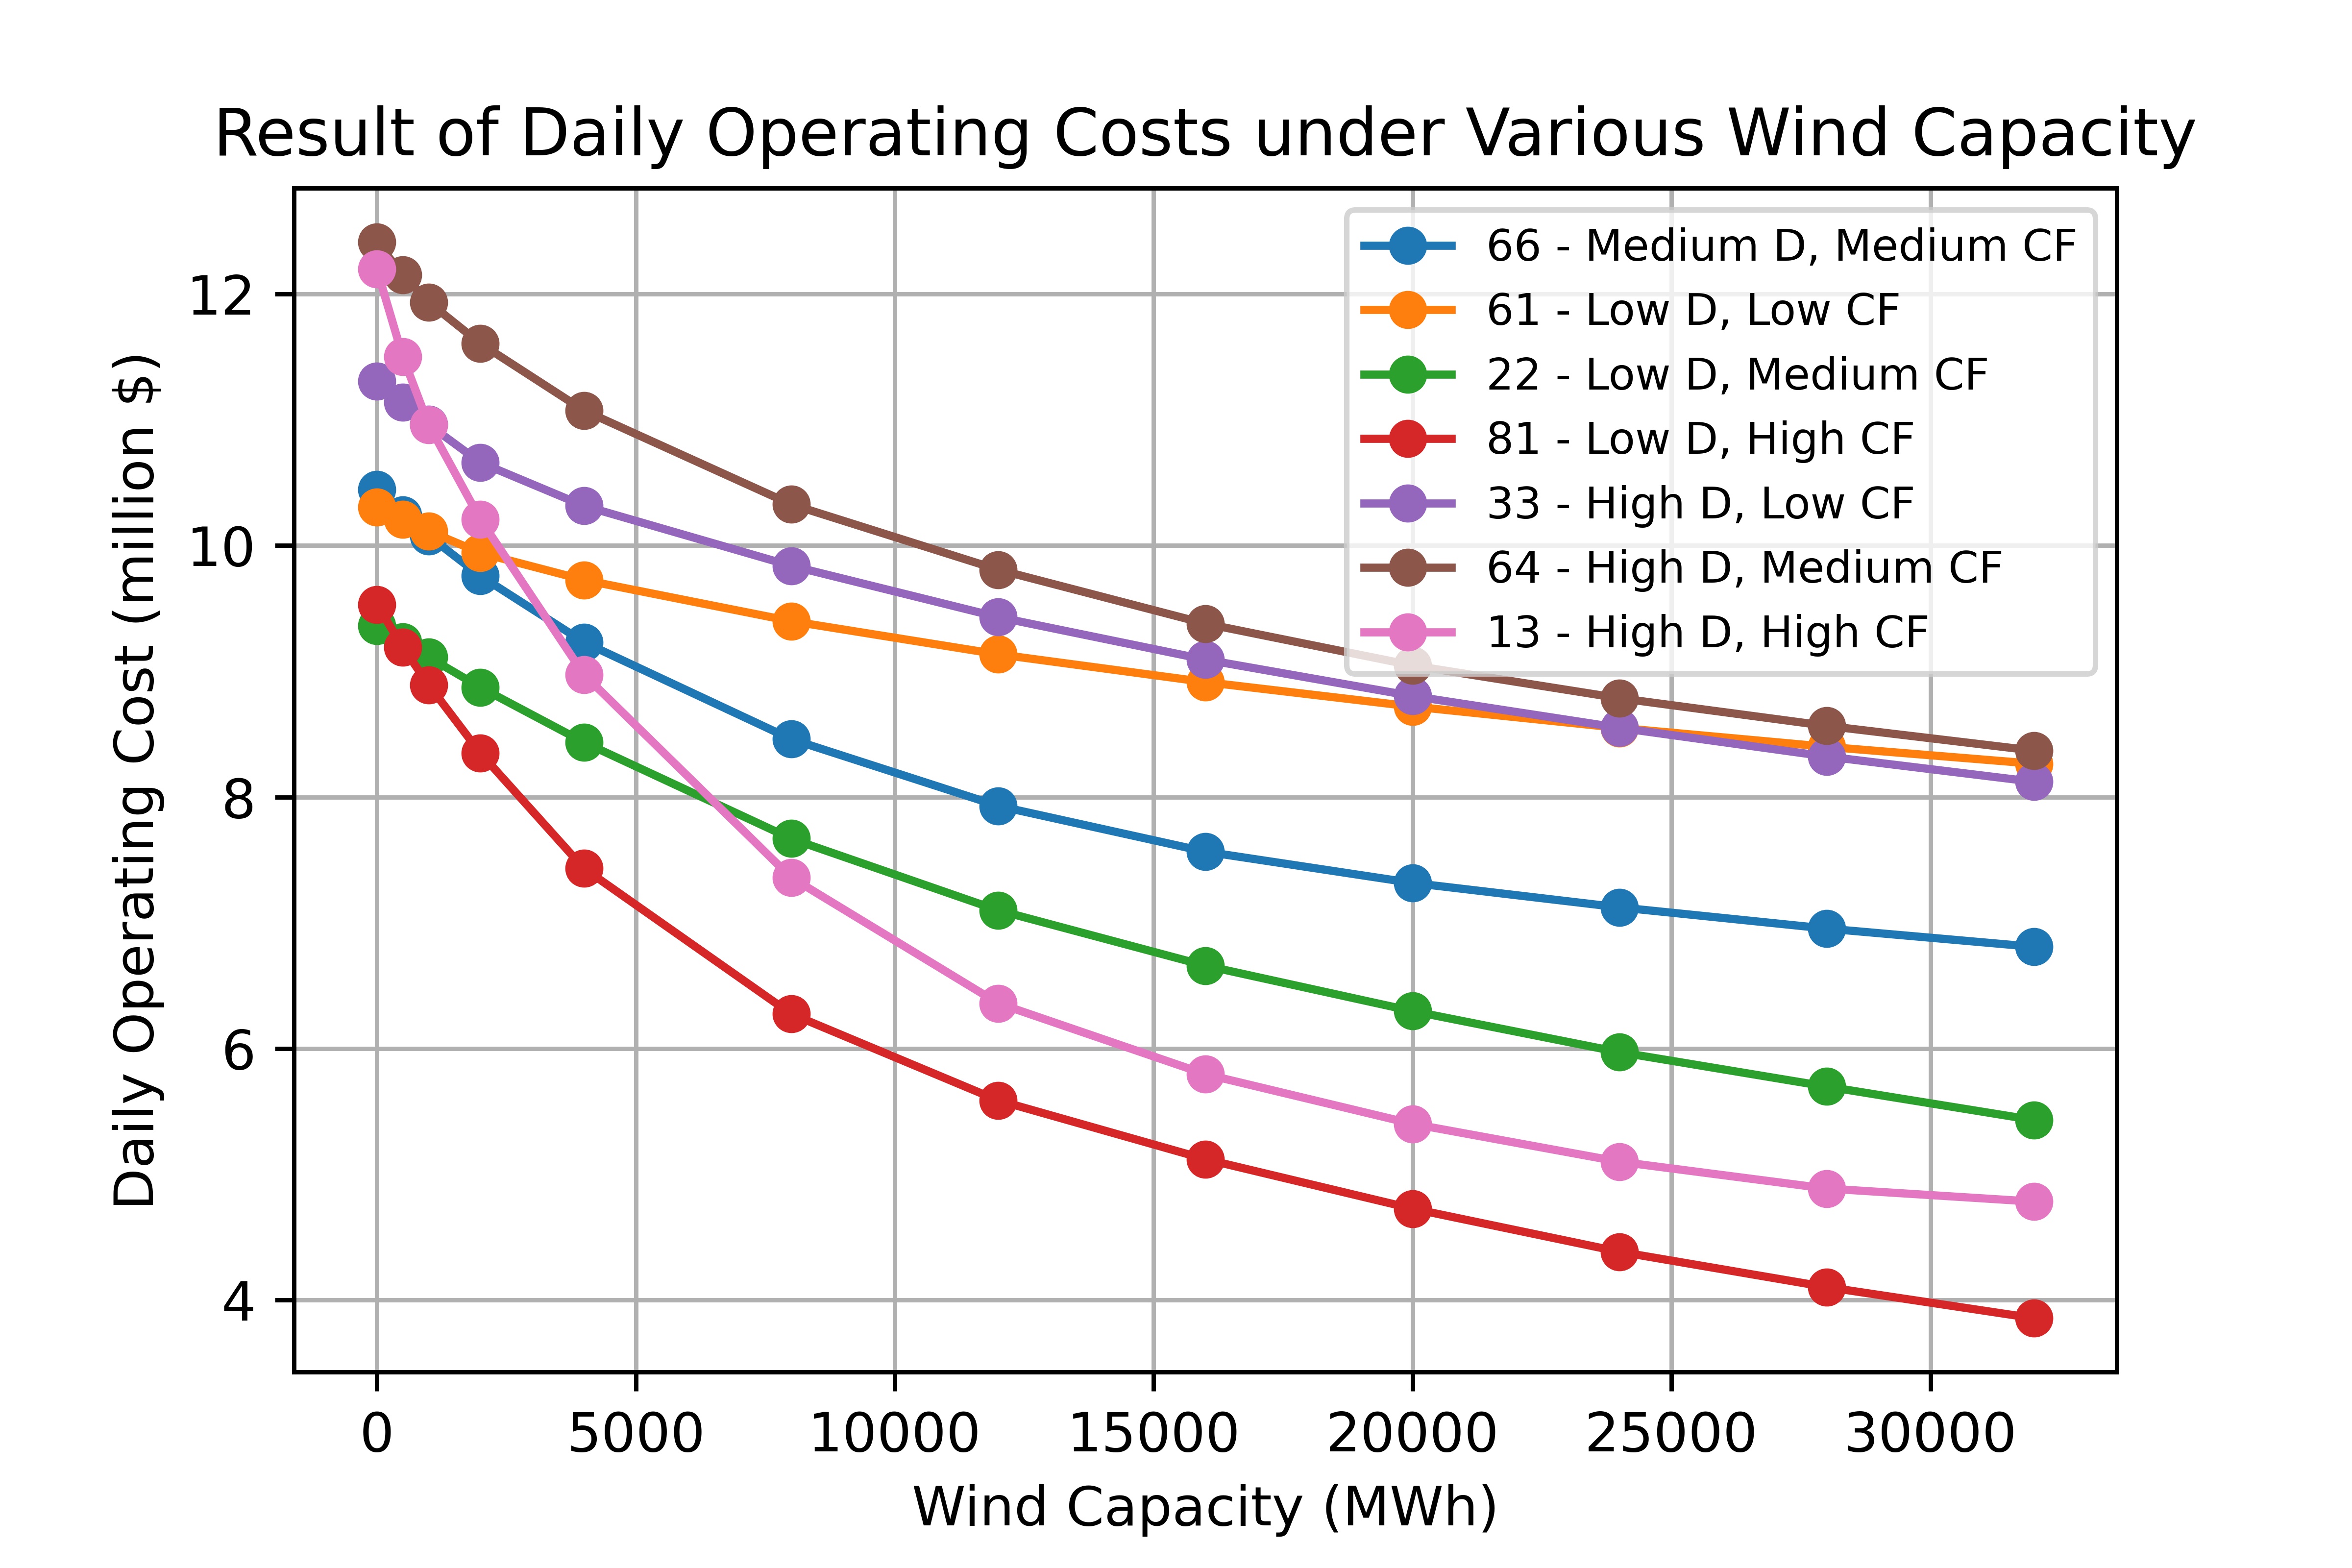 Result of Daily Operating Costs under Various Wind Capacity
66 - Medium D, Medium CF
61 - Low D, Low CF
22 - Low D, Medium CF
81 - Low D, High CF
33 - High D, Low CF
64 - High D, Medium CF
13 - High D, High CF
12
10
8
6
4
Daily Operating Cost (million $)
0 5000 10000 15000 20000 25000 30000
Wind Capacity (MWh)